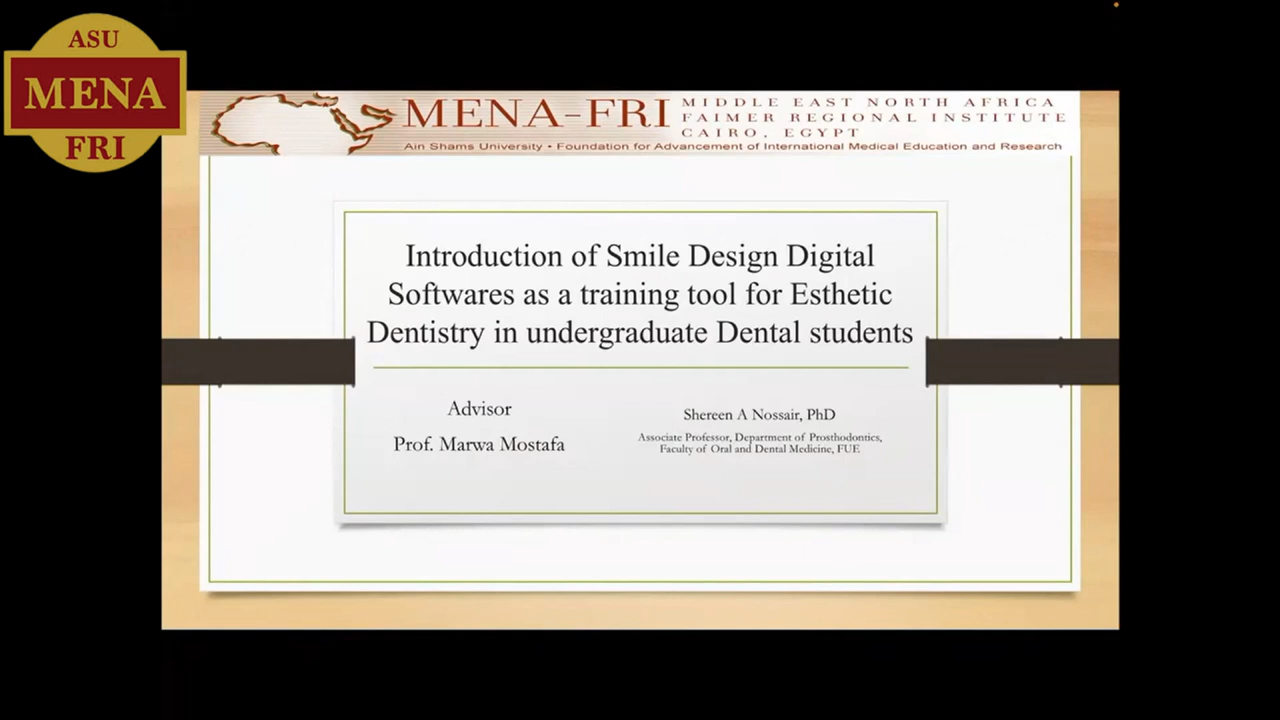 ASU
MENA
FRI
MENA-FRI
MIDDLE EAST NORTH AFRICA
FAIMER REGIONAL INSTITUTE
CAIRO, EGYPT
Ain Shams University • Foundation for Advancement of International Medical Education and Research
Introduction of Smile Design Digital
Softwares as a training tool for Esthetic
Dentistry in undergraduate Dental students
Advisor
Prof. Marwa Mostafa
Shereen A Nossair, PhD
Associate Professor, Department of Prosthodontics,
Faculty of Oral and Dental Medicine, FUE